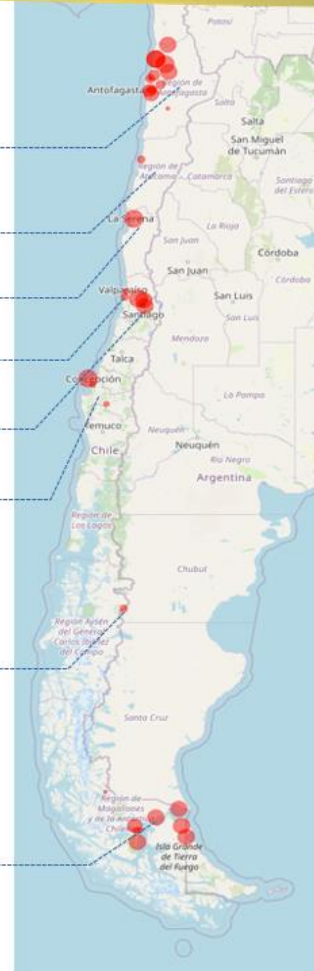 Potosí
Antofagasta
Región de
Antofagasta
Salta
Salta
San Miguel
de Tucumán
Región de
Atacama
Catamarca
Santiago
del Estero
La Serena
La Rioja
San Juan
Córdoba
San Juan
Córdoba
Valparaíso
San Luis
Santiago
San Luis
Mendoza
Talca
Concepción
La Pampa
Temuco
Neuquén
Neuquén
Chile
Río Negro
Argentina
Región de
Los Lagos
Chubut
Región Aysén
del General
Carlos Ibáñez
del Campo
Santa Cruz
Región de
Magallanes
y de la Antártica
Chilena
Isla Grande
de Tierra
del Fuego